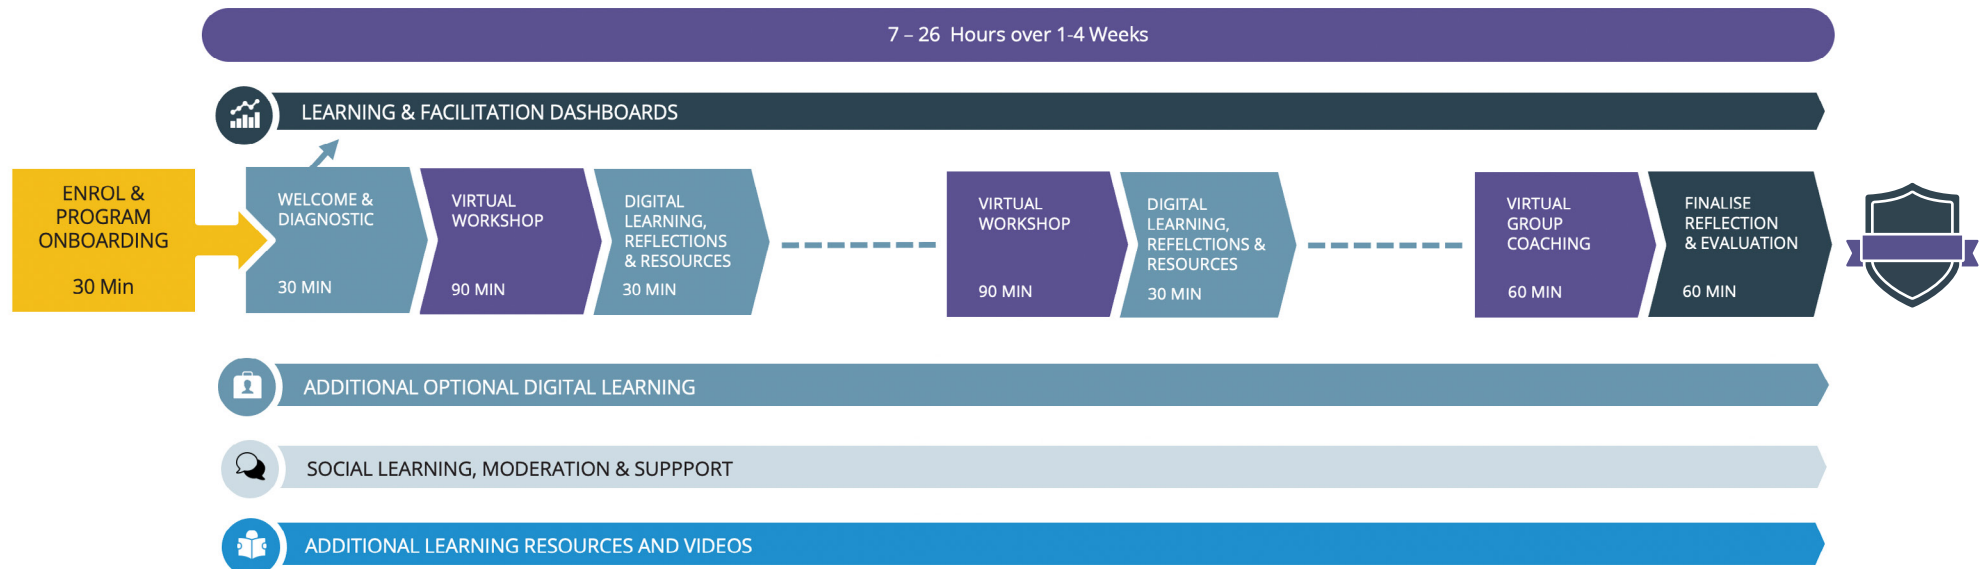 7 – 26 Hours over 1-4 Weeks
LEARNING & FACILITATION DASHBOARDS
ENROL &
PROGRAM
ONBOARDING
30 Min
WELCOME &
DIAGNOSTIC
30 MIN
VIRTUAL
WORKSHOP
90 MIN
DIGITAL
LEARNING,
REFLECTIONS
& RESOURCES
30 MIN
VIRTUAL
WORKSHOP
90 MIN
DIGITAL
LEARNING,
REFELCTIONS &
RESOURCES
30 MIN
VIRTUAL
GROUP
COACHING
60 MIN
FINALISE
REFLECTION
& EVALUATION
60 MIN
ADDITIONAL OPTIONAL DIGITAL LEARNING
SOCIAL LEARNING, MODERATION & SUPPPORT
ADDITIONAL LEARNING RESOURCES AND VIDEOS